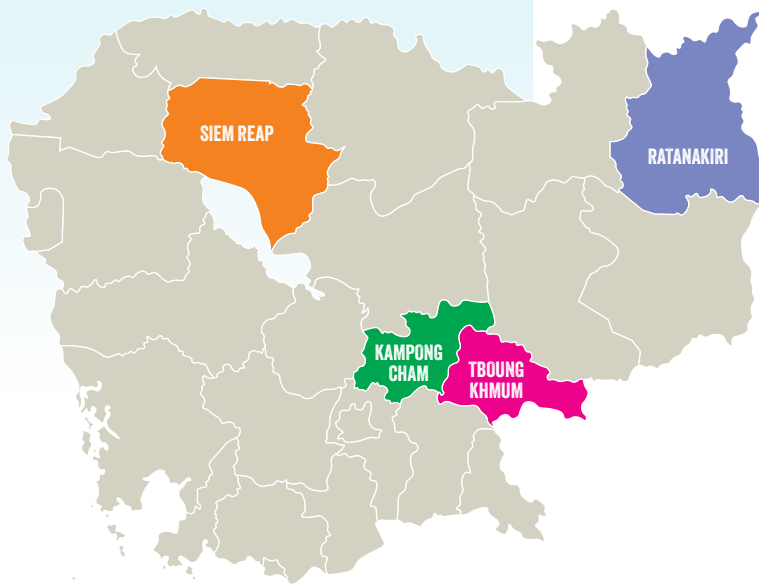 SIEM REAP
RATANAKIRI
KAMPONG
CHAM
TBOUNG
KHMUM